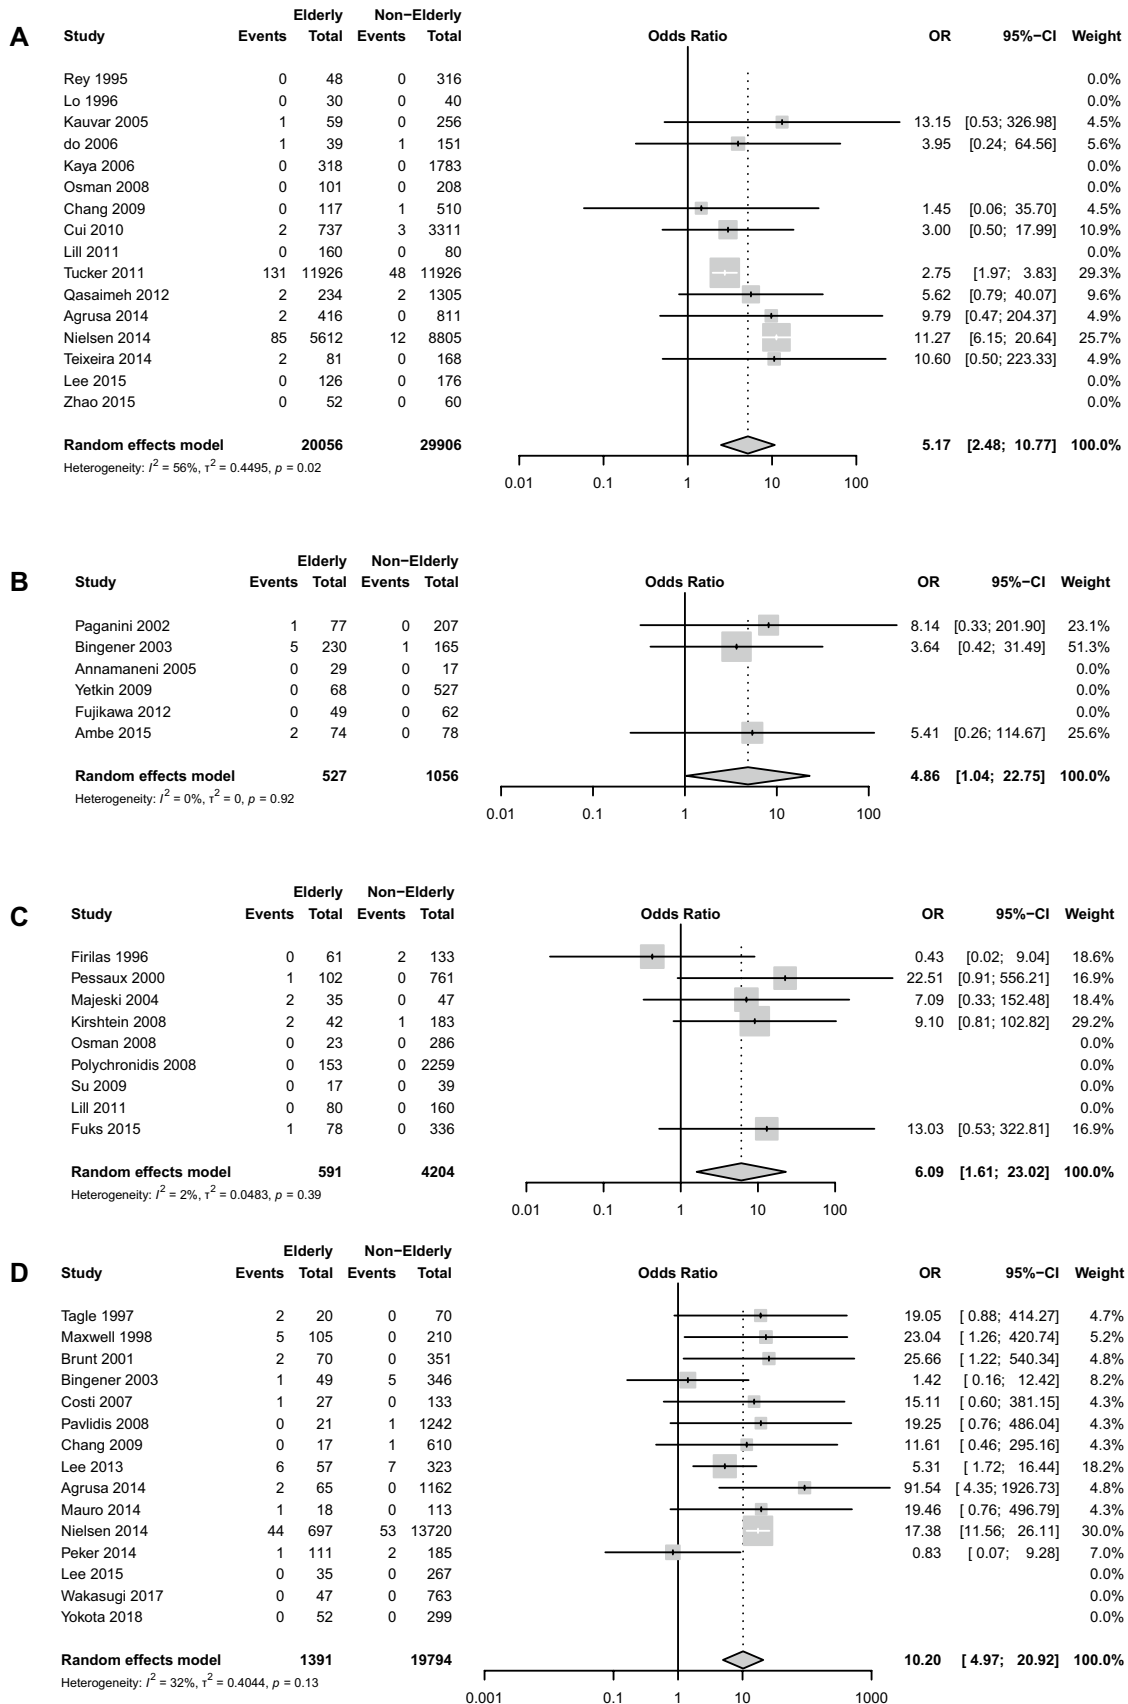 A
Elderly Non−Elderly
Study Events Total Events Total Odds Ratio OR 95%−CI Weight
Rey 1995 0 48 0 316 0.0%
Lo 1996 0 30 0 40 0.0%
Kauvar 2005 1 59 0 256 13.15 [0.53; 326.98] 4.5%
do 2006 1 39 1 151 3.95 [0.24; 64.56] 5.6%
Kaya 2006 0 318 0 1783 0.0%
Osman 2008 0 101 0 208 0.0%
Chang 2009 0 117 1 510 1.45 [0.06; 35.70] 4.5%
Cui 2010 2 737 3 3311 3.00 [0.50; 17.99] 10.9%
Lill 2011 0 160 0 80 0.0%
Tucker 2011 131 11926 48 11926 2.75 [1.97; 3.83] 29.3%
Qasaimeh 2012 2 234 2 1305 5.62 [0.79; 40.07] 9.6%
Agrusa 2014 2 416 0 811 9.79 [0.47; 204.37] 4.9%
Nielsen 2014 85 5612 12 8805 11.27 [6.15; 20.64] 25.7%
Teixeira 2014 2 81 0 168 10.60 [0.50; 223.33] 4.9%
Lee 2015 0 126 0 176 0.0%
Zhao 2015 0 52 0 60 0.0%
Random effects model 20056 29906 5.17 [2.48; 10.77] 100.0%
Heterogeneity: I² = 56%, τ² = 0.4495, p = 0.02
0.01 0.1 1 10 100
B
Elderly Non−Elderly
Study Events Total Events Total Odds Ratio OR 95%−CI Weight
Paganini 2002 1 77 0 207 8.14 [0.33; 201.90] 23.1%
Bingener 2003 5 230 1 165 3.64 [0.42; 31.49] 51.3%
Annamaneni 2005 0 29 0 17 0.0%
Yetkin 2009 0 68 0 527 0.0%
Fujikawa 2012 0 49 0 62 0.0%
Ambe 2015 2 74 0 78 5.41 [0.26; 114.67] 25.6%
Random effects model 527 1056 4.86 [1.04; 22.75] 100.0%
Heterogeneity: I² = 0%, τ² = 0, p = 0.92
0.01 0.1 1 10 100
C
Elderly Non−Elderly
Study Events Total Events Total Odds Ratio OR 95%−CI Weight
Firilas 1996 0 61 2 133 0.43 [0.02; 9.04] 18.6%
Pessaux 2000 1 102 0 761 22.51 [0.91; 556.21] 16.9%
Majeski 2004 2 35 0 47 7.09 [0.33; 152.48] 18.4%
Kirshtein 2008 2 42 1 183 9.10 [0.81; 102.82] 29.2%
Osman 2008 0 23 0 286 0.0%
Polychronidis 2008 0 153 0 2259 0.0%
Su 2009 0 17 0 39 0.0%
Lill 2011 0 80 0 160 0.0%
Fuks 2015 1 78 0 336 13.03 [0.53; 322.81] 16.9%
Random effects model 591 4204 6.09 [1.61; 23.02] 100.0%
Heterogeneity: I² = 2%, τ² = 0.0483, p = 0.39
0.01 0.1 1 10 100
D
Elderly Non−Elderly
Study Events Total Events Total Odds Ratio OR 95%−CI Weight
Tagle 1997 2 20 0 70 19.05 [ 0.88; 414.27] 4.7%
Maxwell 1998 5 105 0 210 23.04 [ 1.26; 420.74] 5.2%
Brunt 2001 2 70 0 351 25.66 [ 1.22; 540.34] 4.8%
Bingener 2003 1 49 5 346 1.42 [ 0.16; 12.42] 8.2%
Costi 2007 1 27 0 133 15.11 [ 0.60; 381.15] 4.3%
Pavlidis 2008 0 21 1 1242 19.25 [ 0.76; 486.04] 4.3%
Chang 2009 0 17 1 610 11.61 [ 0.46; 295.16] 4.3%
Lee 2013 6 57 7 323 5.31 [ 1.72; 16.44] 18.2%
Agrusa 2014 2 65 0 1162 91.54 [ 4.35; 1926.73] 4.8%
Mauro 2014 1 18 0 113 19.46 [ 0.76; 496.79] 4.3%
Nielsen 2014 44 697 53 13720 17.38 [11.56; 26.11] 30.0%
Peker 2014 1 111 2 185 0.83 [ 0.07; 9.28] 7.0%
Lee 2015 0 35 0 267 0.0%
Wakasugi 2017 0 47 0 763 0.0%
Yokota 2018 0 52 0 299 0.0%
Random effects model 1391 19794 10.20 [ 4.97; 20.92] 100.0%
Heterogeneity: I² = 32%, τ² = 0.4044, p = 0.13
0.001 0.1 1 10 1000